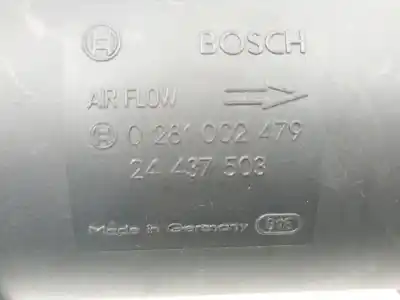 BOSCH
AIR FLOW
0 281 002 479
24 437 503
Made in Germany